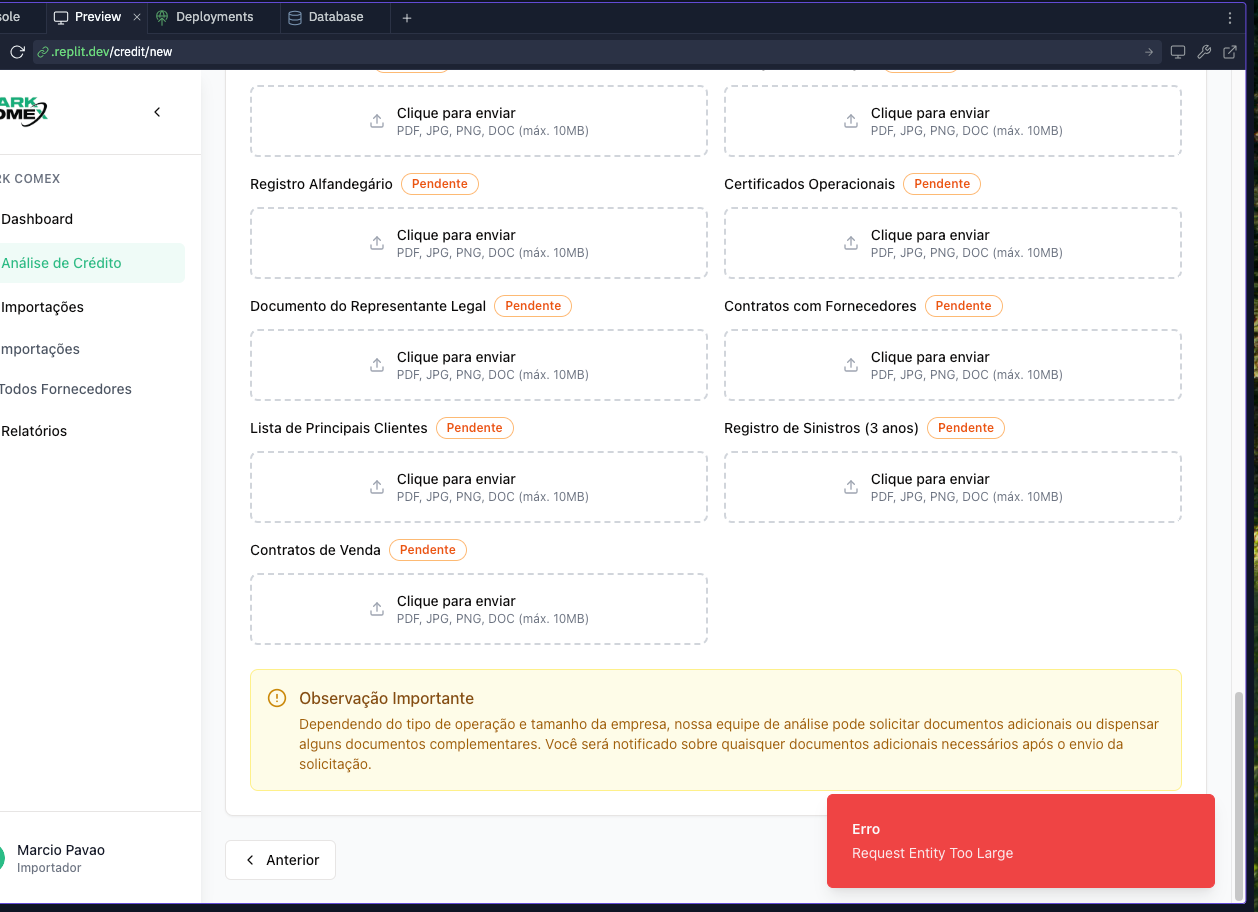 sole
Preview
Deployments
Database
.replit.dev/credit/new
ARK
OMEX
RK COMEX
Dashboard
Análise de Crédito
Importações
mportações
Todos Fornecedores
Relatórios
Clique para enviar
PDF, JPG, PNG, DOC (máx. 10MB)
Clique para enviar
PDF, JPG, PNG, DOC (máx. 10MB)
Registro Alfandegário Pendente
Certificados Operacionais Pendente
Clique para enviar
PDF, JPG, PNG, DOC (máx. 10MB)
Clique para enviar
PDF, JPG, PNG, DOC (máx. 10MB)
Documento do Representante Legal Pendente
Contratos com Fornecedores Pendente
Clique para enviar
PDF, JPG, PNG, DOC (máx. 10MB)
Clique para enviar
PDF, JPG, PNG, DOC (máx. 10MB)
Lista de Principais Clientes Pendente
Registro de Sinistros (3 anos) Pendente
Clique para enviar
PDF, JPG, PNG, DOC (máx. 10MB)
Clique para enviar
PDF, JPG, PNG, DOC (máx. 10MB)
Contratos de Venda Pendente
Clique para enviar
PDF, JPG, PNG, DOC (máx. 10MB)
Observação Importante
Dependendo do tipo de operação e tamanho da empresa, nossa equipe de análise pode solicitar documentos adicionais ou dispensar
alguns documentos complementares. Você será notificado sobre quaisquer documentos adicionais necessários após o envio da
solicitação.
Anterior
Erro
Request Entity Too Large
Marcio Pavao
Importador